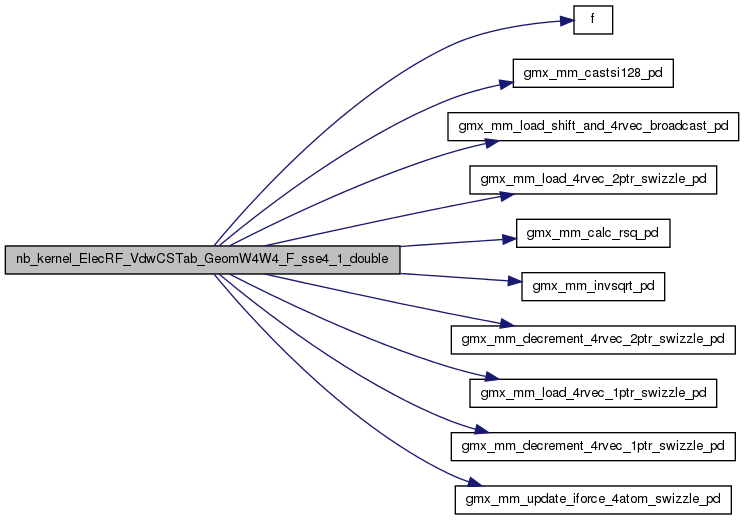 f
gmx_mm_castsi128_pd
gmx_mm_load_shift_and_4rvec_broadcast_pd
gmx_mm_load_4rvec_2ptr_swizzle_pd
gmx_mm_calc_rsq_pd
nb_kernel_ElecRF_VdwCSTab_GeomW4W4_F_sse4_1_double
gmx_mm_invsqrt_pd
gmx_mm_decrement_4rvec_2ptr_swizzle_pd
gmx_mm_load_4rvec_1ptr_swizzle_pd
gmx_mm_decrement_4rvec_1ptr_swizzle_pd
gmx_mm_update_iforce_4atom_swizzle_pd